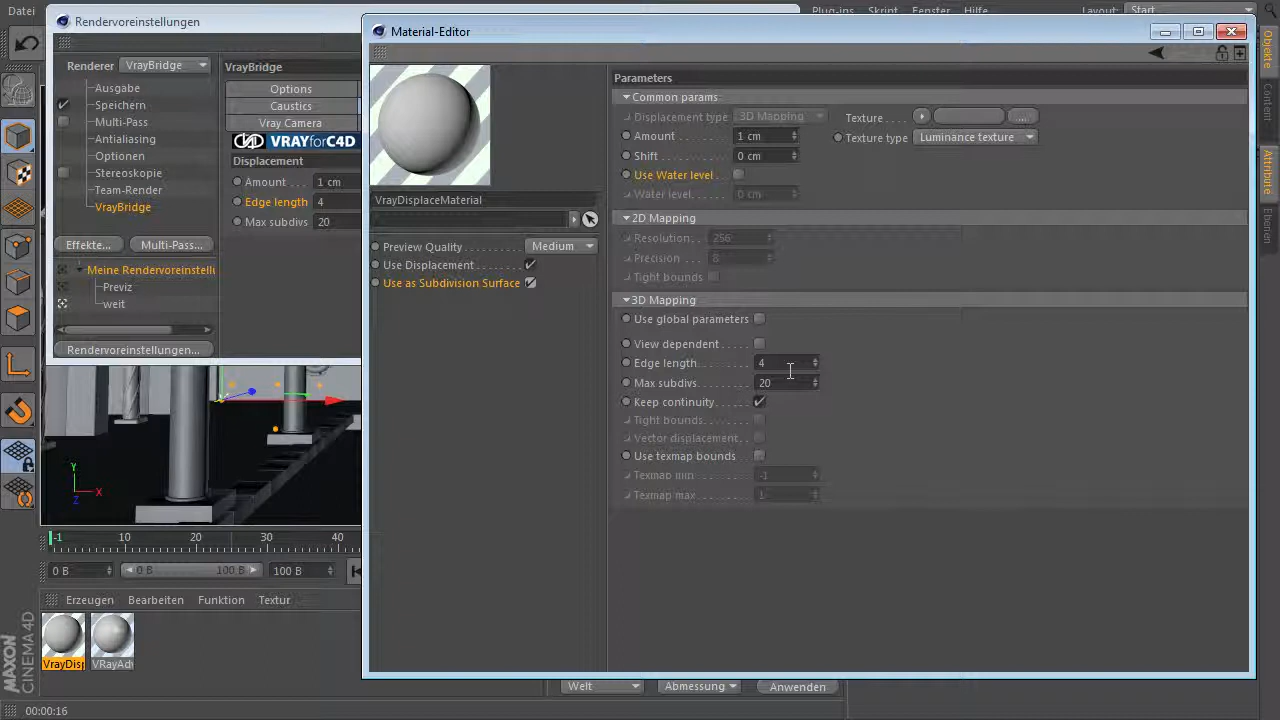 Datei
Rendervoreinstellungen
Plug-ins Skript Fenster Hilfe Layout: Start
Material-Editor
Renderer VrayBridge
VrayBridge
Ausgabe
Speichern
Multi-Pass
Antialiasing
Optionen
Stereoskopie
Team-Render
VrayBridge
Effekte... Multi-Pass...
Meine Rendervoreinstellu
Previz
weit
Rendervoreinstellungen...
Options
Caustics
Vray Camera
VRAYforC4D
Displacement
Amount 1 cm
Edge length 4
Max subdivs 20
VrayDisplaceMaterial
Preview Quality Medium
Use Displacement
Use as Subdivision Surface
Parameters
Common params
Displacement type 3D Mapping
Texture ....
Amount 1 cm
Texture type Luminance texture
Shift 0 cm
Use Water level
Water level 0 cm
2D Mapping
Resolution 256
Precision 8
Tight bounds
3D Mapping
Use global parameters
View dependent
Edge length 4
Max subdivs 20
Keep continuity
Tight bounds
Vector displacement
Use texmap bounds
Texmap min -1
Texmap max 1
Objekte
Content
Attribute
Ebenen
Y
X
Z
-1 10 20 30 40
0 B 0 B 100 B 100 B
Erzeugen Bearbeiten Funktion Textur
VrayDisp VRayAdv
MAXON
CINEMA 4D
Welt Abmessung Anwenden
00:00:16